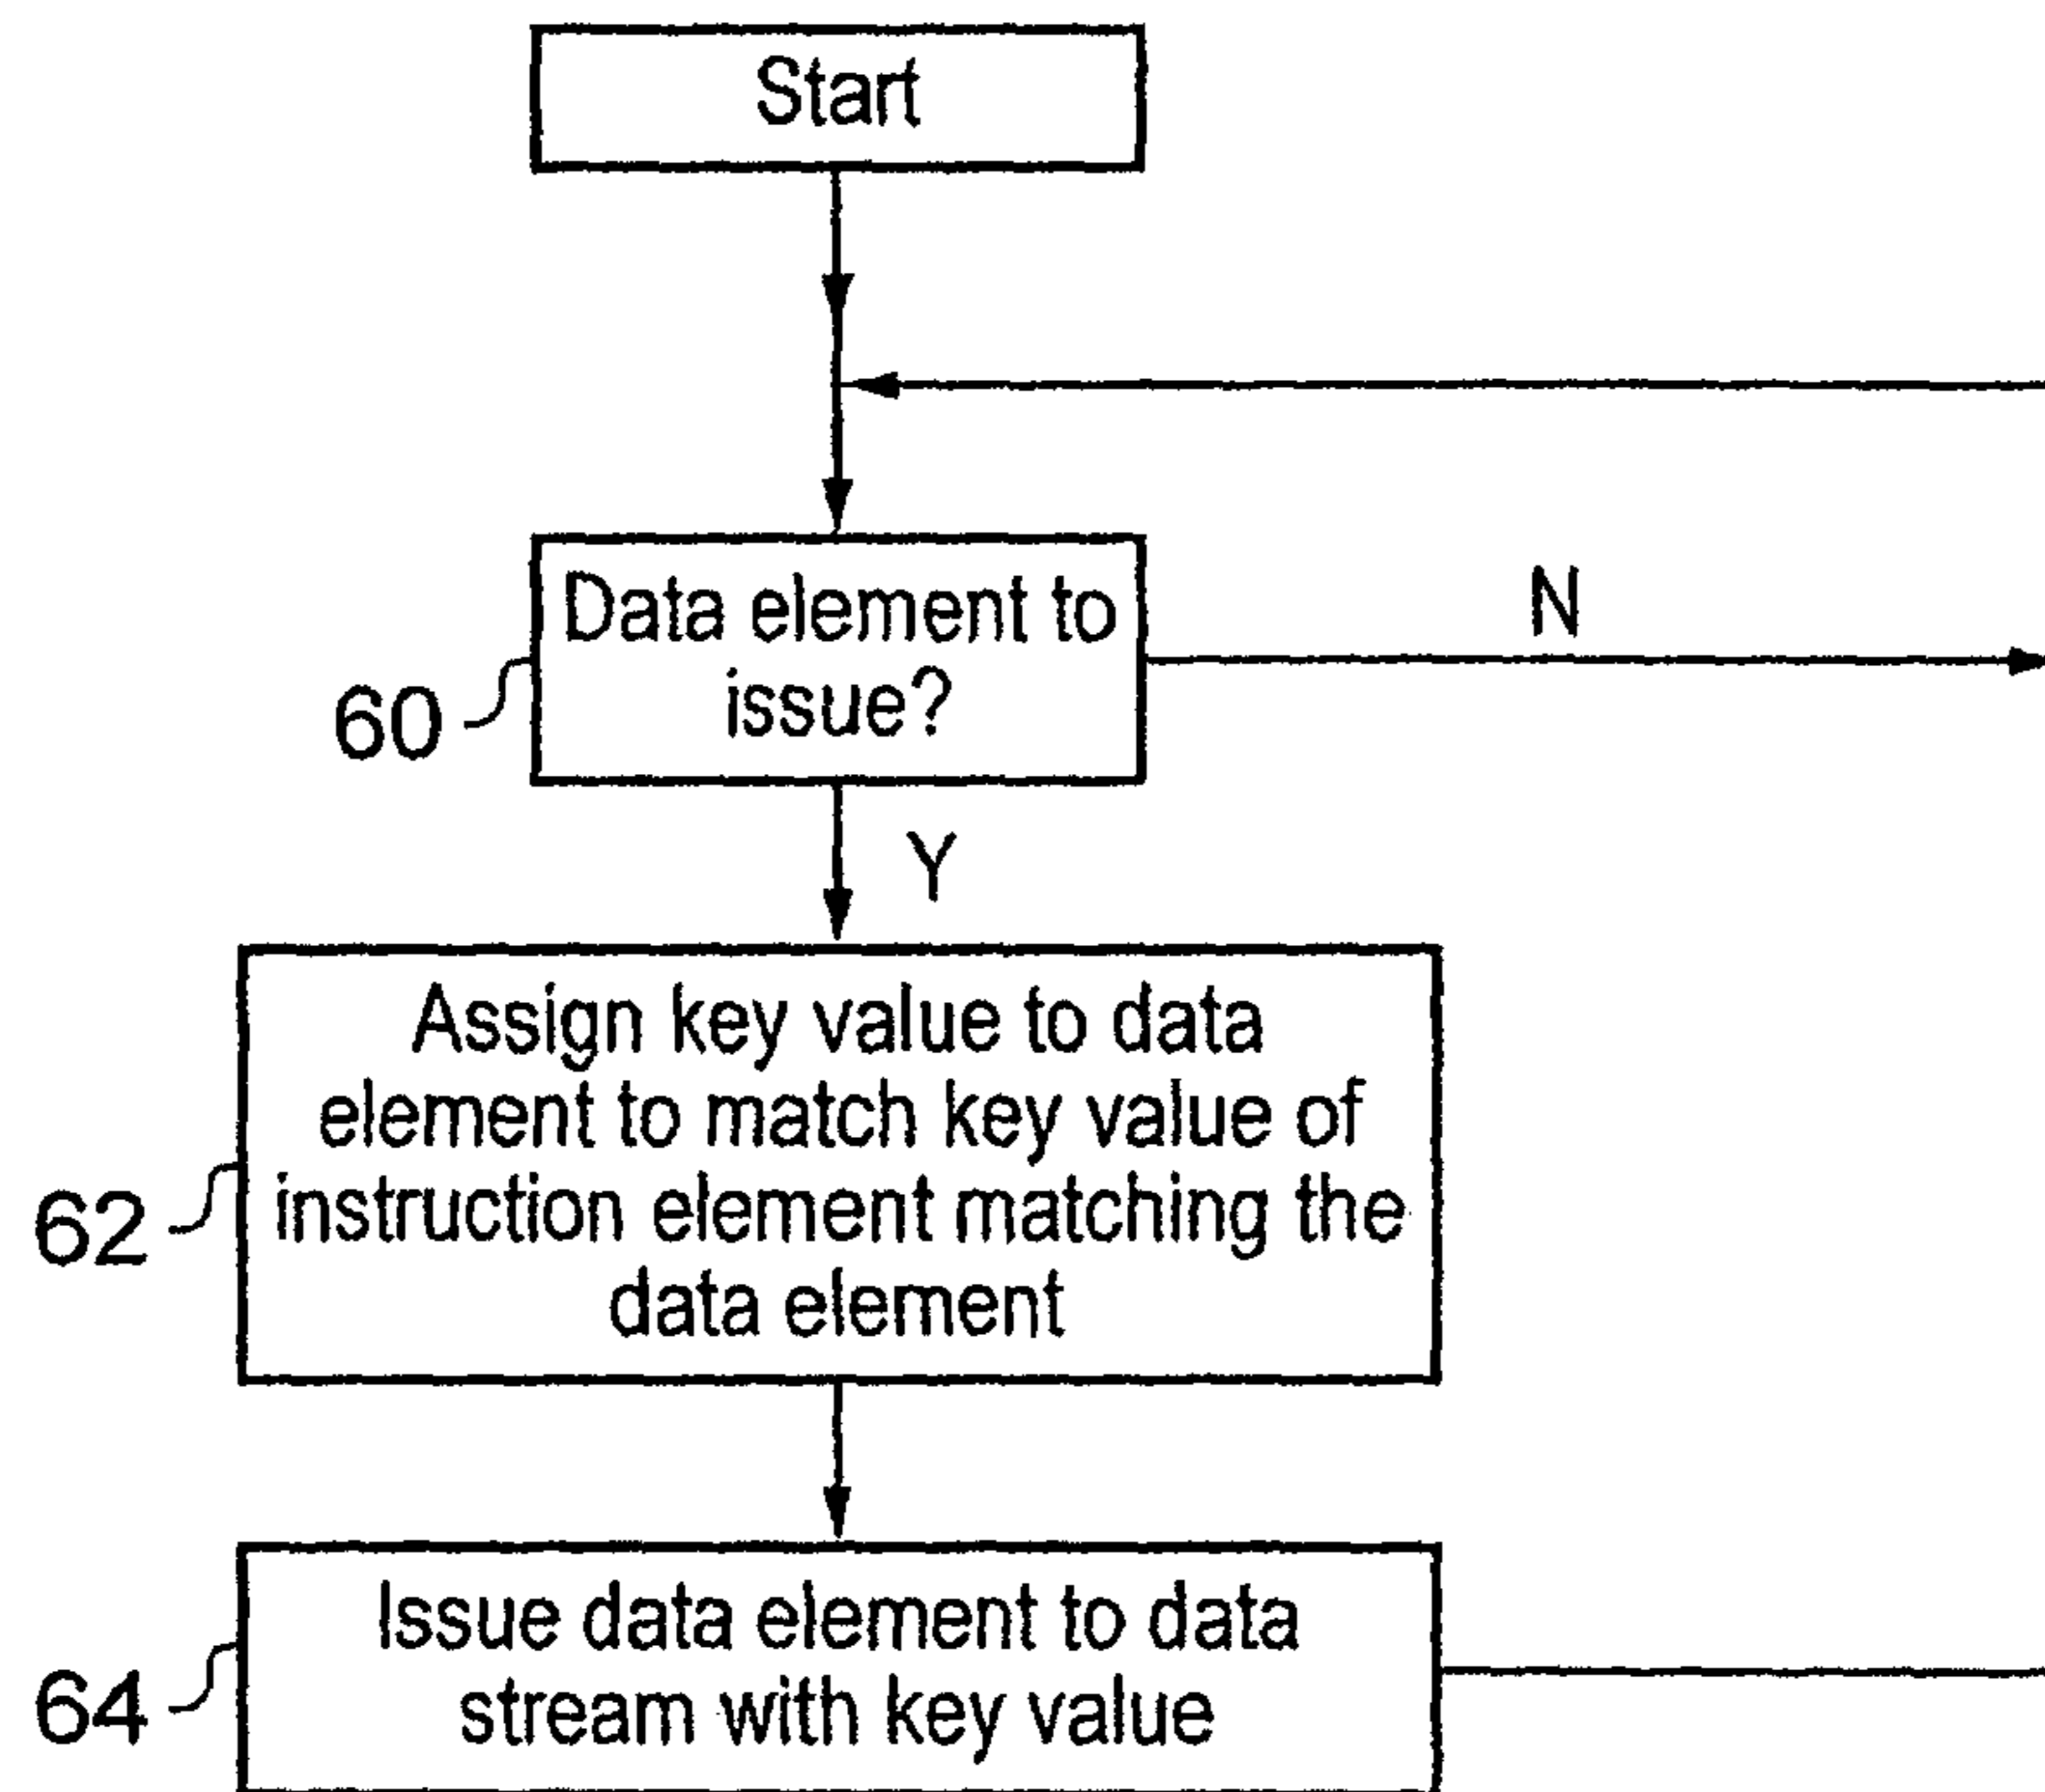 Start
Data element to
issue?
N
60
Y
Assign key value to data
element to match key value of
instruction element matching the
data element
62
Issue data element to data
stream with key value
64